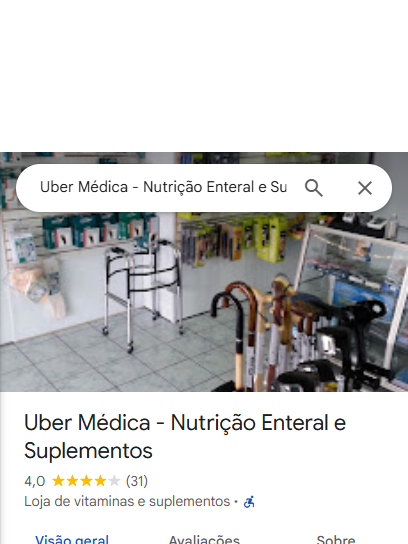 Uber Médica - Nutrição Enteral e Su
Uber Médica - Nutrição Enteral e
Suplementos
4,0 (31)
Loja de vitaminas e suplementos ·
Visão geral Avaliações Sobre